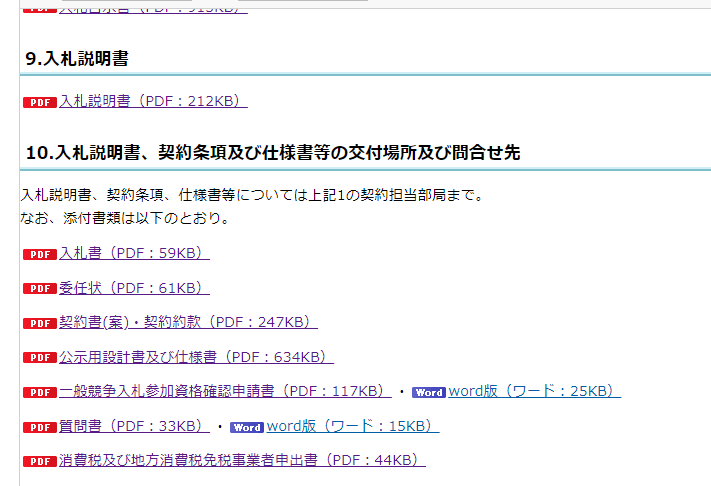 9.入札説明書
PDF 入札説明書（PDF：212KB）
10.入札説明書、契約条項及び仕様書等の交付場所及び問合せ先
入札説明書、契約条項、仕様書等については上記1の契約担当部局まで。
なお、添付書類は以下のとおり。
PDF 入札書（PDF：59KB）
PDF 委任状（PDF：61KB）
PDF 契約書(案)・契約約款（PDF：247KB）
PDF 公示用設計書及び仕様書（PDF：634KB）
PDF 一般競争入札参加資格確認申請書（PDF：117KB）・Word word版（ワード：25KB）
PDF 質問書（PDF：33KB）・Word word版（ワード：15KB）
PDF 消費税及び地方消費税免税事業者申出書（PDF：44KB）